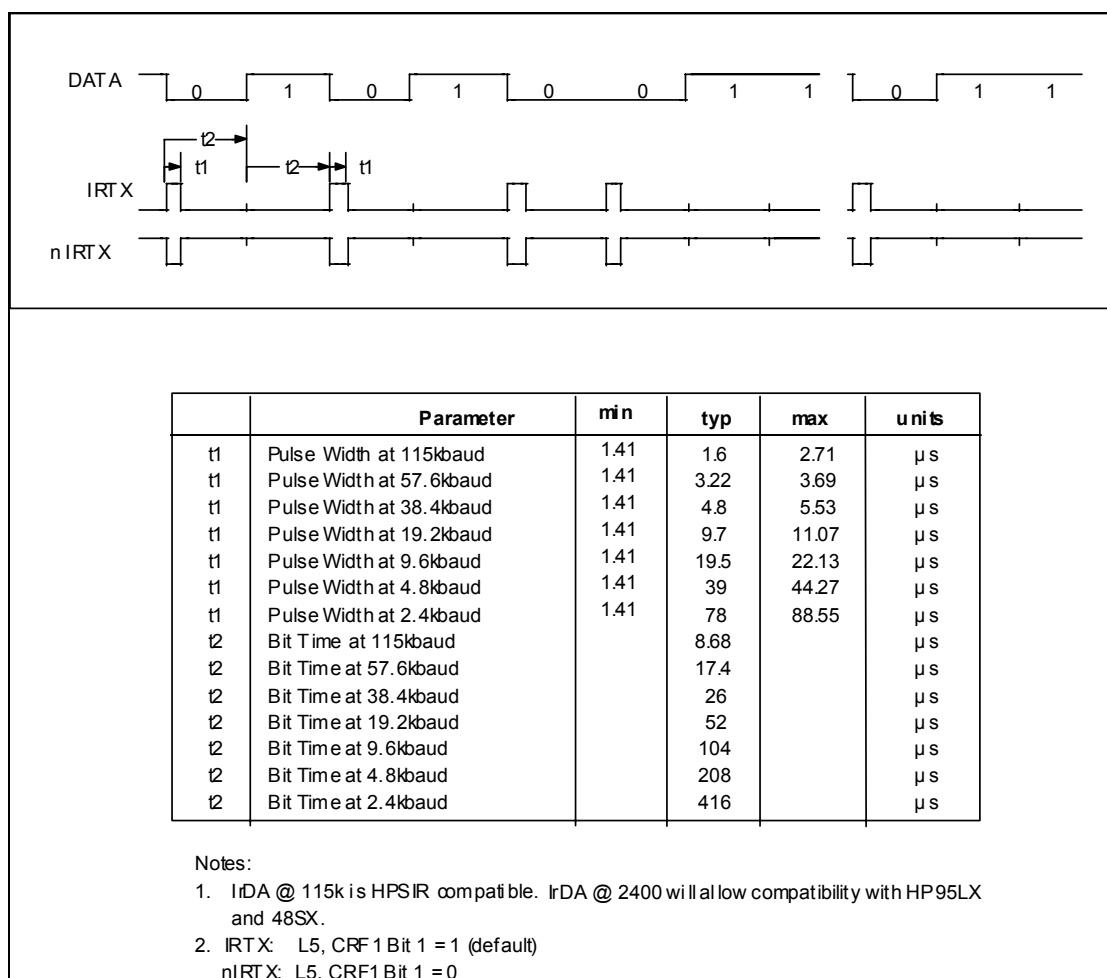 DATA 0 1 0 1 0 0 1 1 0 1 1
t2
t1 t2 t1
IRTX
nIRTX
Parameter min typ max units
t1 Pulse Width at 115kbaud 1.41 1.6 2.71 µs
t1 Pulse Width at 57.6kbaud 1.41 3.22 3.69 µs
t1 Pulse Width at 38.4kbaud 1.41 4.8 5.53 µs
t1 Pulse Width at 19.2kbaud 1.41 9.7 11.07 µs
t1 Pulse Width at 9.6kbaud 1.41 19.5 22.13 µs
t1 Pulse Width at 4.8kbaud 1.41 39 44.27 µs
t1 Pulse Width at 2.4kbaud 1.41 78 88.55 µs
t2 Bit Time at 115kbaud 8.68 µs
t2 Bit Time at 57.6kbaud 17.4 µs
t2 Bit Time at 38.4kbaud 26 µs
t2 Bit Time at 19.2kbaud 52 µs
t2 Bit Time at 9.6kbaud 104 µs
t2 Bit Time at 4.8kbaud 208 µs
t2 Bit Time at 2.4kbaud 416 µs
Notes:
1. IrDA @ 115k is HPSIR compatible. IrDA @ 2400 will allow compatibility with HP95LX
and 48SX.
2. IRTX: L5, CRF1 Bit 1 = 1 (default)
nIRTX: L5, CRF1 Bit 1 = 0